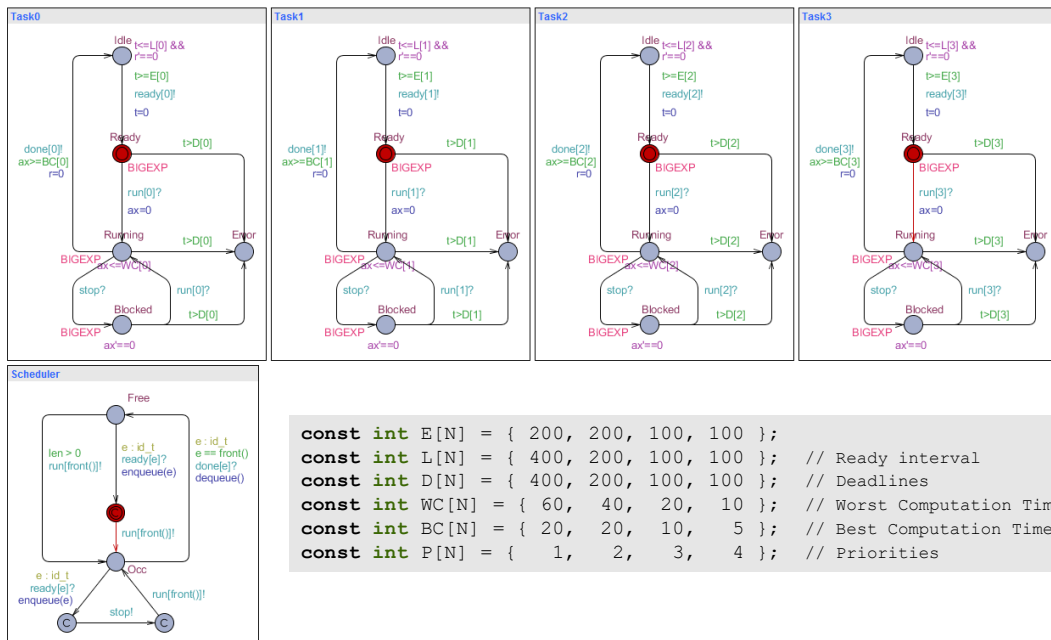 Task0
Idle
t<=L[0] &&
r'==0
t>=E[0]
ready[0]!
t=0
Ready
done[0]!
ax>=BC[0]
r=0
t>D[0]
BIGEXP
run[0]?
ax=0
Running
t>D[0]
Error
BIGEXP
ax<=WC[0]
stop?
run[0]?
Blocked
t>D[0]
BIGEXP
ax'==0
Task1
Idle
t<=L[1] &&
r'==0
t>=E[1]
ready[1]!
t=0
Ready
done[1]!
ax>=BC[1]
r=0
t>D[1]
BIGEXP
run[1]?
ax=0
Running
t>D[1]
Error
BIGEXP
ax<=WC[1]
stop?
run[1]?
Blocked
t>D[1]
BIGEXP
ax'==0
Task2
Idle
t<=L[2] &&
r'==0
t>=E[2]
ready[2]!
t=0
Ready
done[2]!
ax>=BC[2]
r=0
t>D[2]
BIGEXP
run[2]?
ax=0
Running
t>D[2]
Error
BIGEXP
ax<=WC[2]
stop?
run[2]?
Blocked
t>D[2]
BIGEXP
ax'==0
Task3
Idle
t<=L[3] &&
r'==0
t>=E[3]
ready[3]!
t=0
Ready
done[3]!
ax>=BC[3]
r=0
t>D[3]
BIGEXP
run[3]?
ax=0
Running
t>D[3]
Error
BIGEXP
ax<=WC[3]
stop?
run[3]?
Blocked
t>D[3]
BIGEXP
ax'==0
Scheduler
Free
len > 0
run[front()]!
e : id_t
ready[e]?
enqueue(e)
e : id_t
e == front()
done[e]?
dequeue()
C
run[front()]!
Occ
e : id_t
ready[e]?
enqueue(e)
run[front()]!
stop!
C
C
const int E[N] = { 200, 200, 100, 100 };
const int L[N] = { 400, 200, 100, 100 }; // Ready interval
const int D[N] = { 400, 200, 100, 100 }; // Deadlines
const int WC[N] = { 60, 40, 20, 10 }; // Worst Computation Tim
const int BC[N] = { 20, 20, 10, 5 }; // Best Computation Time
const int P[N] = { 1, 2, 3, 4 }; // Priorities